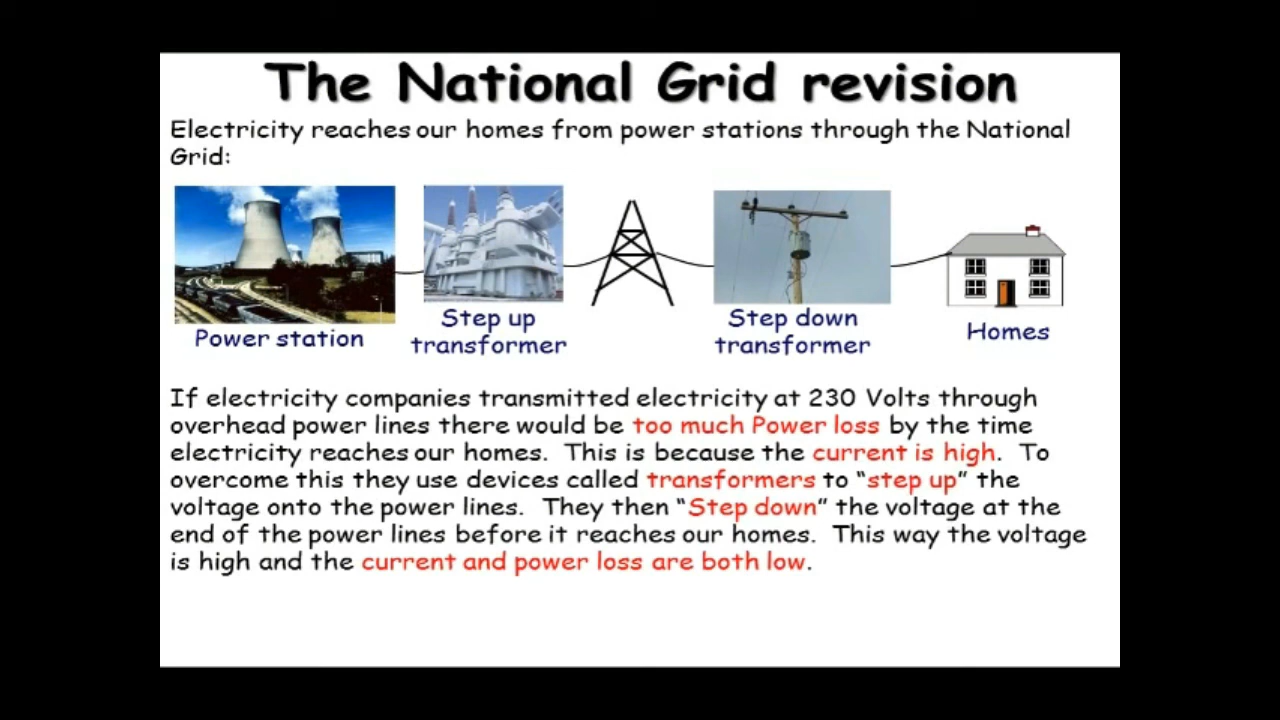 The National Grid revision
Electricity reaches our homes from power stations through the National
Grid:
Power station
Step up
transformer
Step down
transformer
Homes
If electricity companies transmitted electricity at 230 Volts through
overhead power lines there would be too much Power loss by the time
electricity reaches our homes. This is because the current is high. To
overcome this they use devices called transformers to “step up” the
voltage onto the power lines. They then “Step down” the voltage at the
end of the power lines before it reaches our homes. This way the voltage
is high and the current and power loss are both low.